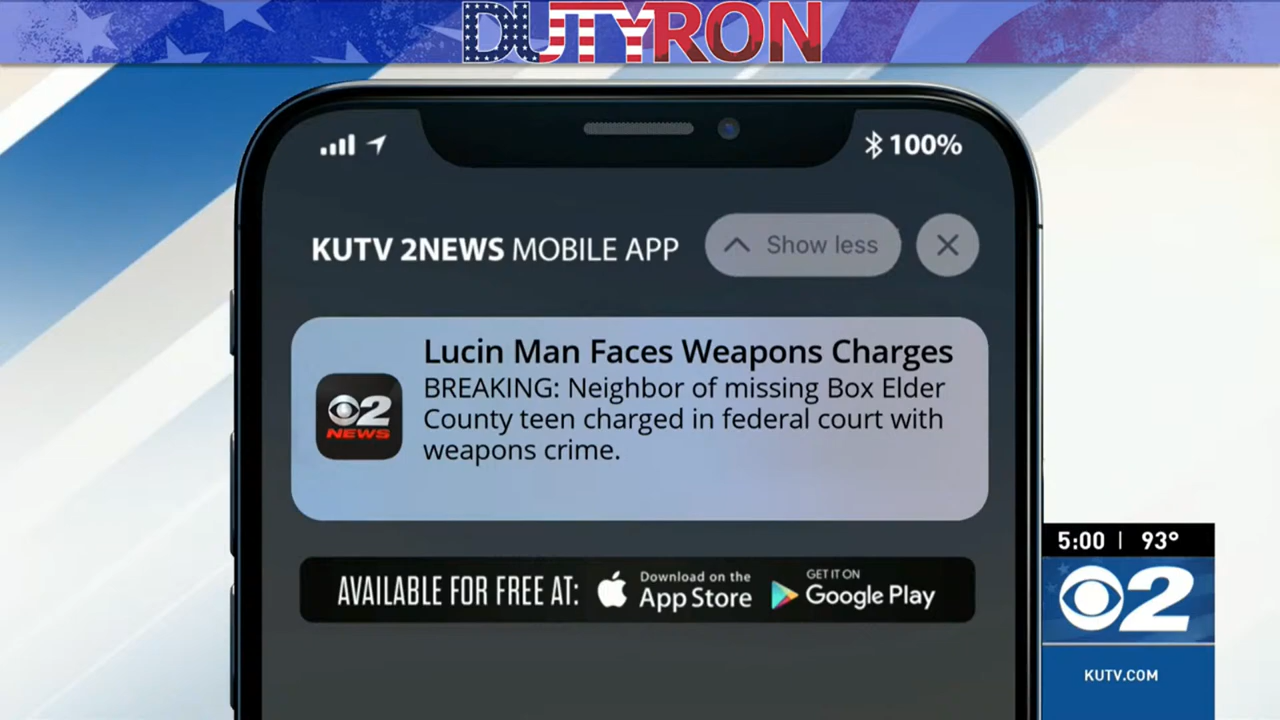 DUTYRON
100%
KUTV 2NEWS MOBILE APP
Show less
Lucin Man Faces Weapons Charges
BREAKING: Neighbor of missing Box Elder
County teen charged in federal court with
weapons crime.
2
NEWS
AVAILABLE FOR FREE AT:
Download on the
App Store
GET IT ON
Google Play
5:00 | 93°
2
KUTV.COM